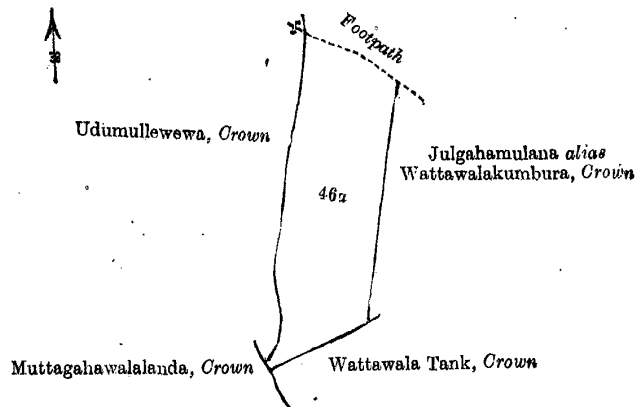 Footpath
Udumullewewa, Crown
Julgahamulana alias
Wattawalakumbura, Crown
46a
Muttagahawalalanda, Crown
Wattawala Tank, Crown